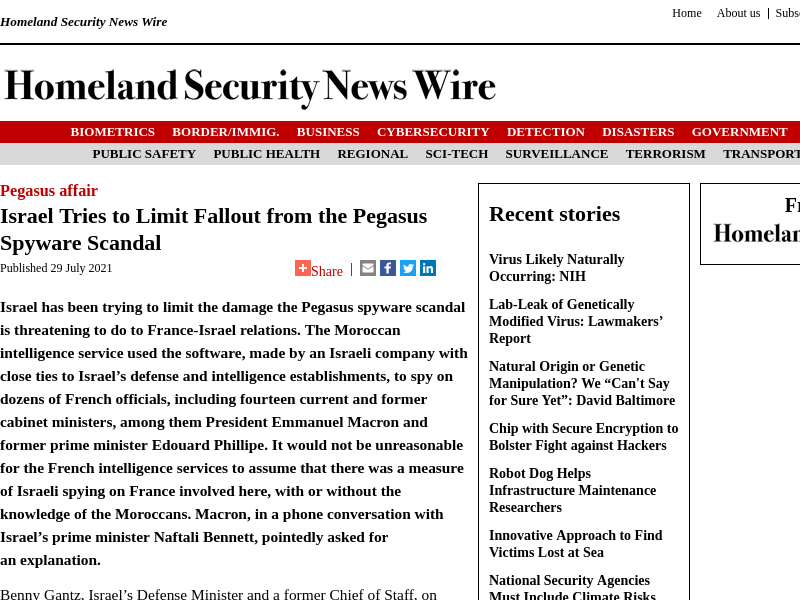 Homeland Security News Wire
Home About us | Subs
Homeland Security News Wire
BIOMETRICS BORDER/IMMIG. BUSINESS CYBERSECURITY DETECTION DISASTERS GOVERNMENT
PUBLIC SAFETY PUBLIC HEALTH REGIONAL SCI-TECH SURVEILLANCE TERRORISM TRANSPORT
Pegasus affair
Israel Tries to Limit Fallout from the Pegasus
Spyware Scandal
Published 29 July 2021
Share |
Israel has been trying to limit the damage the Pegasus spyware scandal
is threatening to do to France-Israel relations. The Moroccan
intelligence service used the software, made by an Israeli company with
close ties to Israel’s defense and intelligence establishments, to spy on
dozens of French officials, including fourteen current and former
cabinet ministers, among them President Emmanuel Macron and
former prime minister Edouard Phillipe. It would not be unreasonable
for the French intelligence services to assume that there was a measure
of Israeli spying on France involved here, with or without the
knowledge of the Moroccans. Macron, in a phone conversation with
Israel’s prime minister Naftali Bennett, pointedly asked for
an explanation.
Benny Gantz, Israel’s Defense Minister and a former Chief of Staff, on
Recent stories
Virus Likely Naturally
Occurring: NIH
Lab-Leak of Genetically
Modified Virus: Lawmakers’
Report
Natural Origin or Genetic
Manipulation? We “Can't Say
for Sure Yet”: David Baltimore
Chip with Secure Encryption to
Bolster Fight against Hackers
Robot Dog Helps
Infrastructure Maintenance
Researchers
Innovative Approach to Find
Victims Lost at Sea
National Security Agencies
Must Include Climate Risks
Fr
Homelan